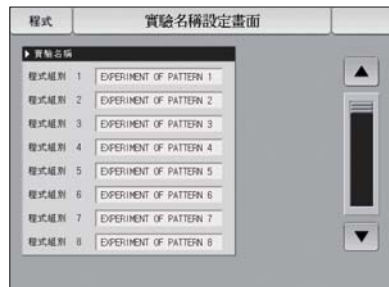 程式 實驗名稱設定畫面
▶ 實驗名稱
程式組別 1 EXPERIMENT OF PATTERN 1
程式組別 2 EXPERIMENT OF PATTERN 2
程式組別 3 EXPERIMENT OF PATTERN 3
程式組別 4 EXPERIMENT OF PATTERN 4
程式組別 5 EXPERIMENT OF PATTERN 5
程式組別 6 EXPERIMENT OF PATTERN 6
程式組別 7 EXPERIMENT OF PATTERN 7
程式組別 8 EXPERIMENT OF PATTERN 8